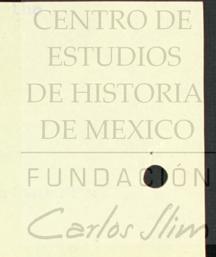 CENTRO DE
ESTUDIOS
DE HISTORIA
DE MEXICO
FUNDACIÓN
Carlos Slim